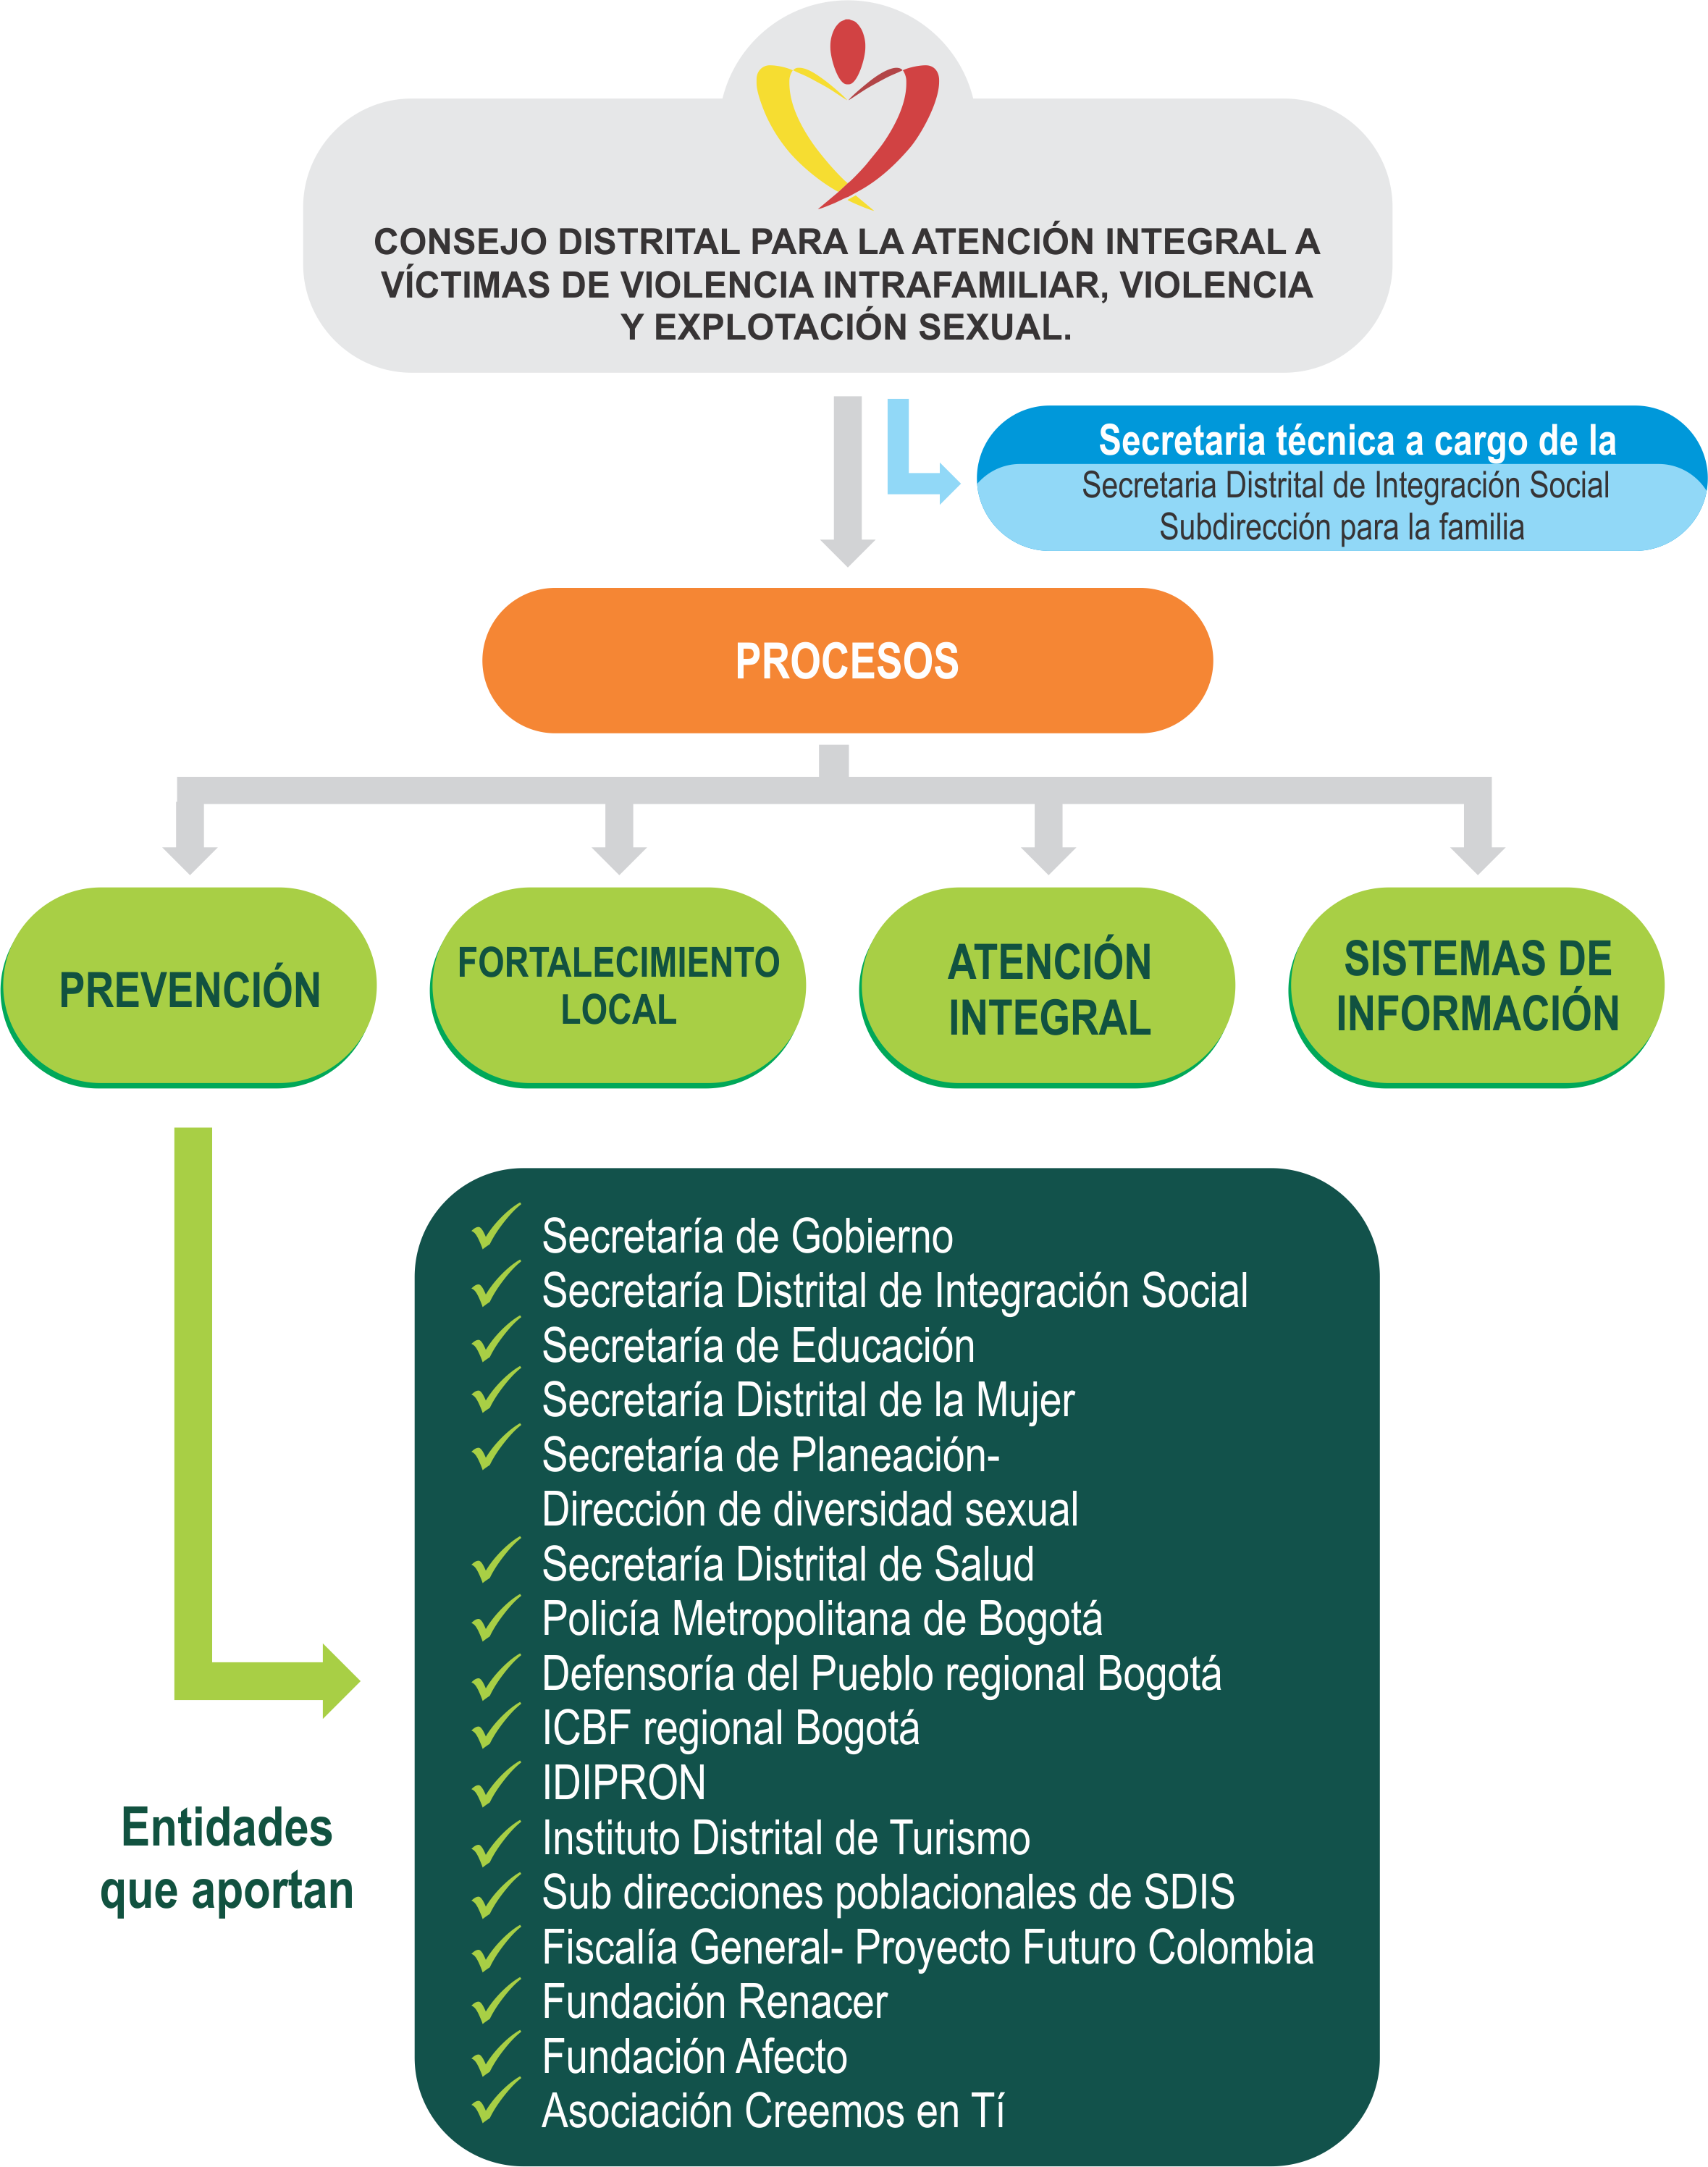 CONSEJO DISTRITAL PARA LA ATENCIÓN INTEGRAL A
VÍCTIMAS DE VIOLENCIA INTRAFAMILIAR, VIOLENCIA
Y EXPLOTACIÓN SEXUAL.
Secretaria técnica a cargo de la
Secretaria Distrital de Integración Social
Subdirección para la familia
PROCESOS
PREVENCIÓN
FORTALECIMIENTO
LOCAL
ATENCIÓN
INTEGRAL
SISTEMAS DE
INFORMACIÓN
Entidades
que aportan
Secretaría de Gobierno
Secretaría Distrital de Integración Social
Secretaría de Educación
Secretaría Distrital de la Mujer
Secretaría de Planeación-
Dirección de diversidad sexual
Secretaría Distrital de Salud
Policía Metropolitana de Bogotá
Defensoría del Pueblo regional Bogotá
ICBF regional Bogotá
IDIPRON
Instituto Distrital de Turismo
Sub direcciones poblacionales de SDIS
Fiscalía General- Proyecto Futuro Colombia
Fundación Renacer
Fundación Afecto
Asociación Creemos en Tí